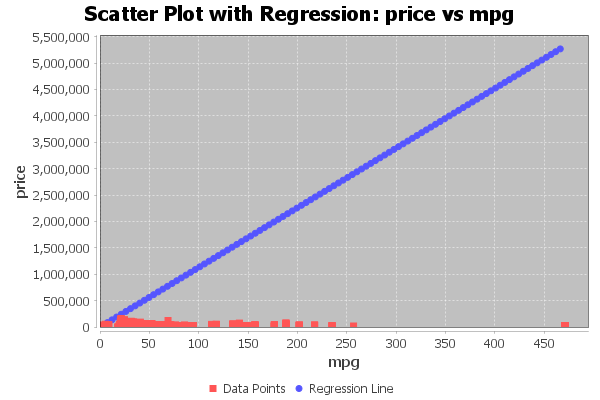 Scatter Plot with Regression: price vs mpg
5,500,000
5,000,000
4,500,000
4,000,000
3,500,000
3,000,000
2,500,000
2,000,000
1,500,000
1,000,000
500,000
0
price
0 50 100 150 200 250 300 350 400 450
mpg
Data Points Regression Line